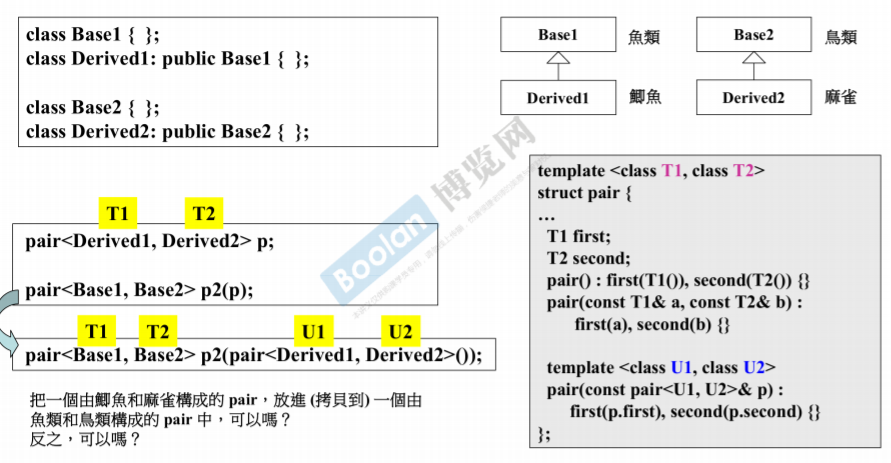 class Base1 { };
class Derived1: public Base1 { };
class Base2 { };
class Derived2: public Base2 { };
Base1 魚類
Base2 鳥類
Derived1 鯽魚
Derived2 麻雀
T1 T2
pair<Derived1, Derived2> p;
pair<Base1, Base2> p2(p);
T1 T2 U1 U2
pair<Base1, Base2> p2(pair<Derived1, Derived2>());
把一個由鯽魚和麻雀構成的 pair，放進 (拷貝到) 一個由
魚類和鳥類構成的 pair 中，可以嗎？
反之，可以嗎？
template <class T1, class T2>
struct pair {
…
T1 first;
T2 second;
pair() : first(T1()), second(T2()) {}
pair(const T1& a, const T2& b) :
first(a), second(b) {}
template <class U1, class U2>
pair(const pair<U1, U2>& p) :
first(p.first), second(p.second) {}
};
Boolan 博览网